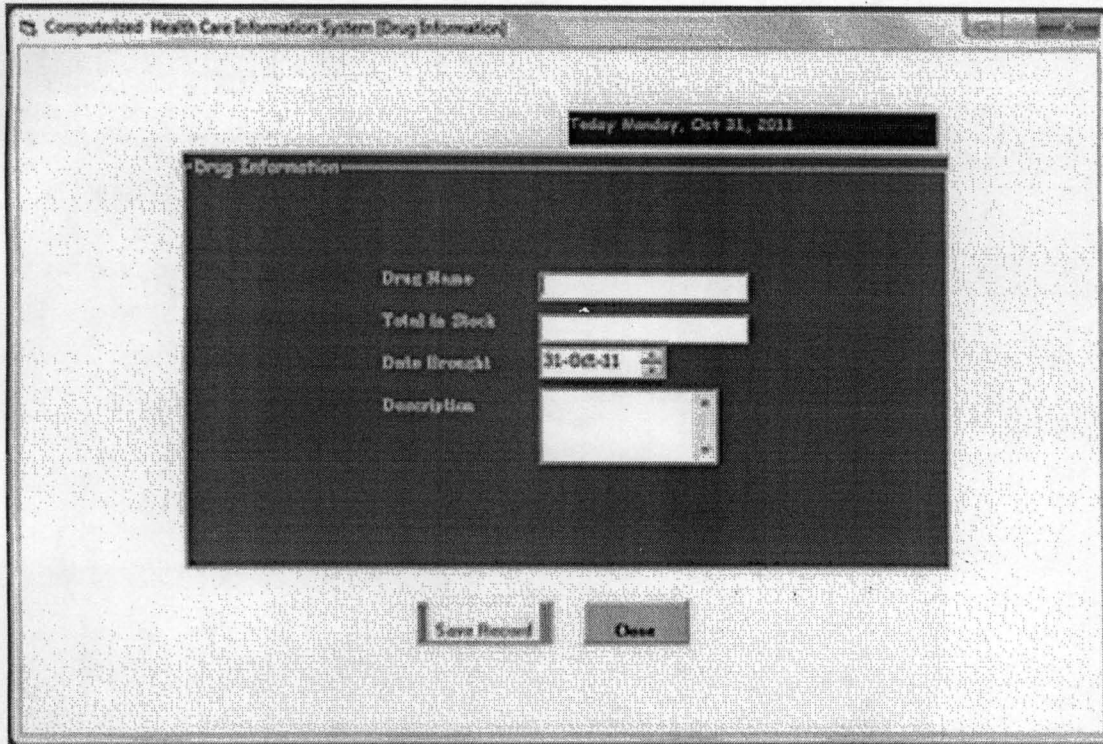 Computerized Health Care Information System [Drug Information]
Today Monday, Oct 31, 2011
Drug Information
Drug Name
Total in Stock
Date Brought
31-Oct-11
Description
Save Record
Close